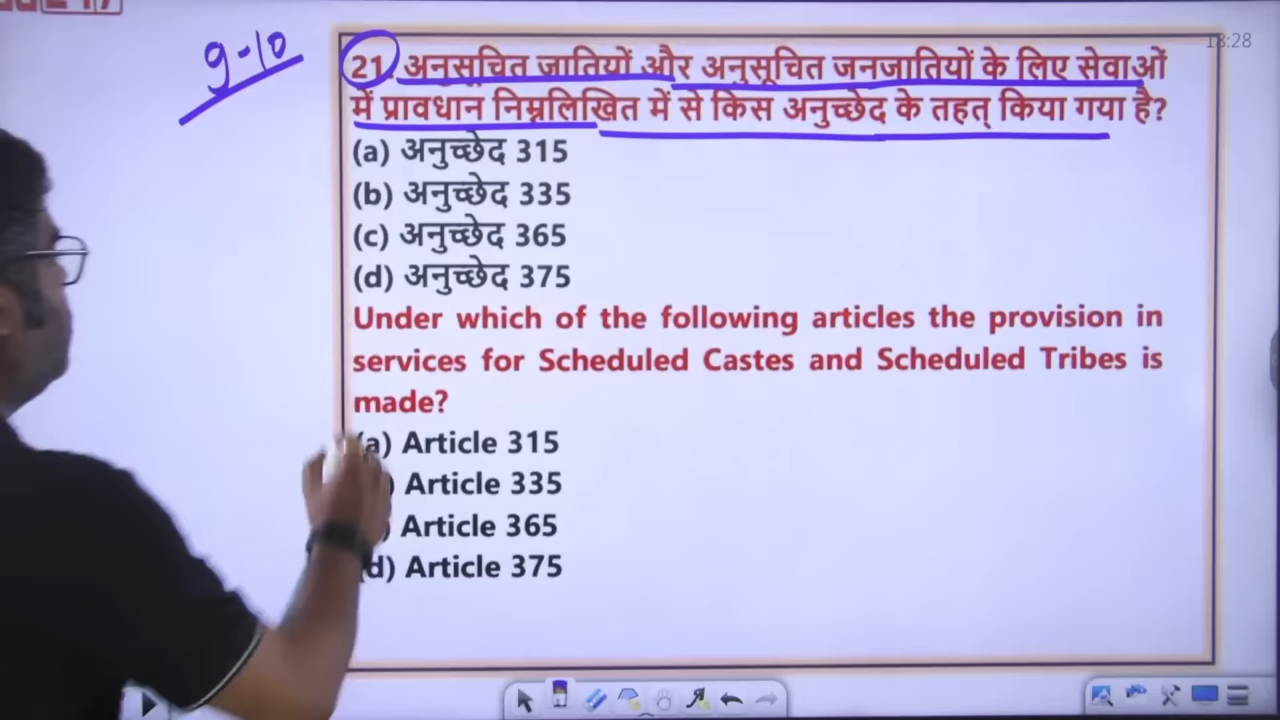 9-10
18:28
21. अनुसूचित जातियों और अनुसूचित जनजातियों के लिए सेवाओं
में प्रावधान निम्नलिखित में से किस अनुच्छेद के तहत् किया गया है?
(a) अनुच्छेद 315
(b) अनुच्छेद 335
(c) अनुच्छेद 365
(d) अनुच्छेद 375
Under which of the following articles the provision in
services for Scheduled Castes and Scheduled Tribes is
made?
(a) Article 315
) Article 335
) Article 365
(d) Article 375